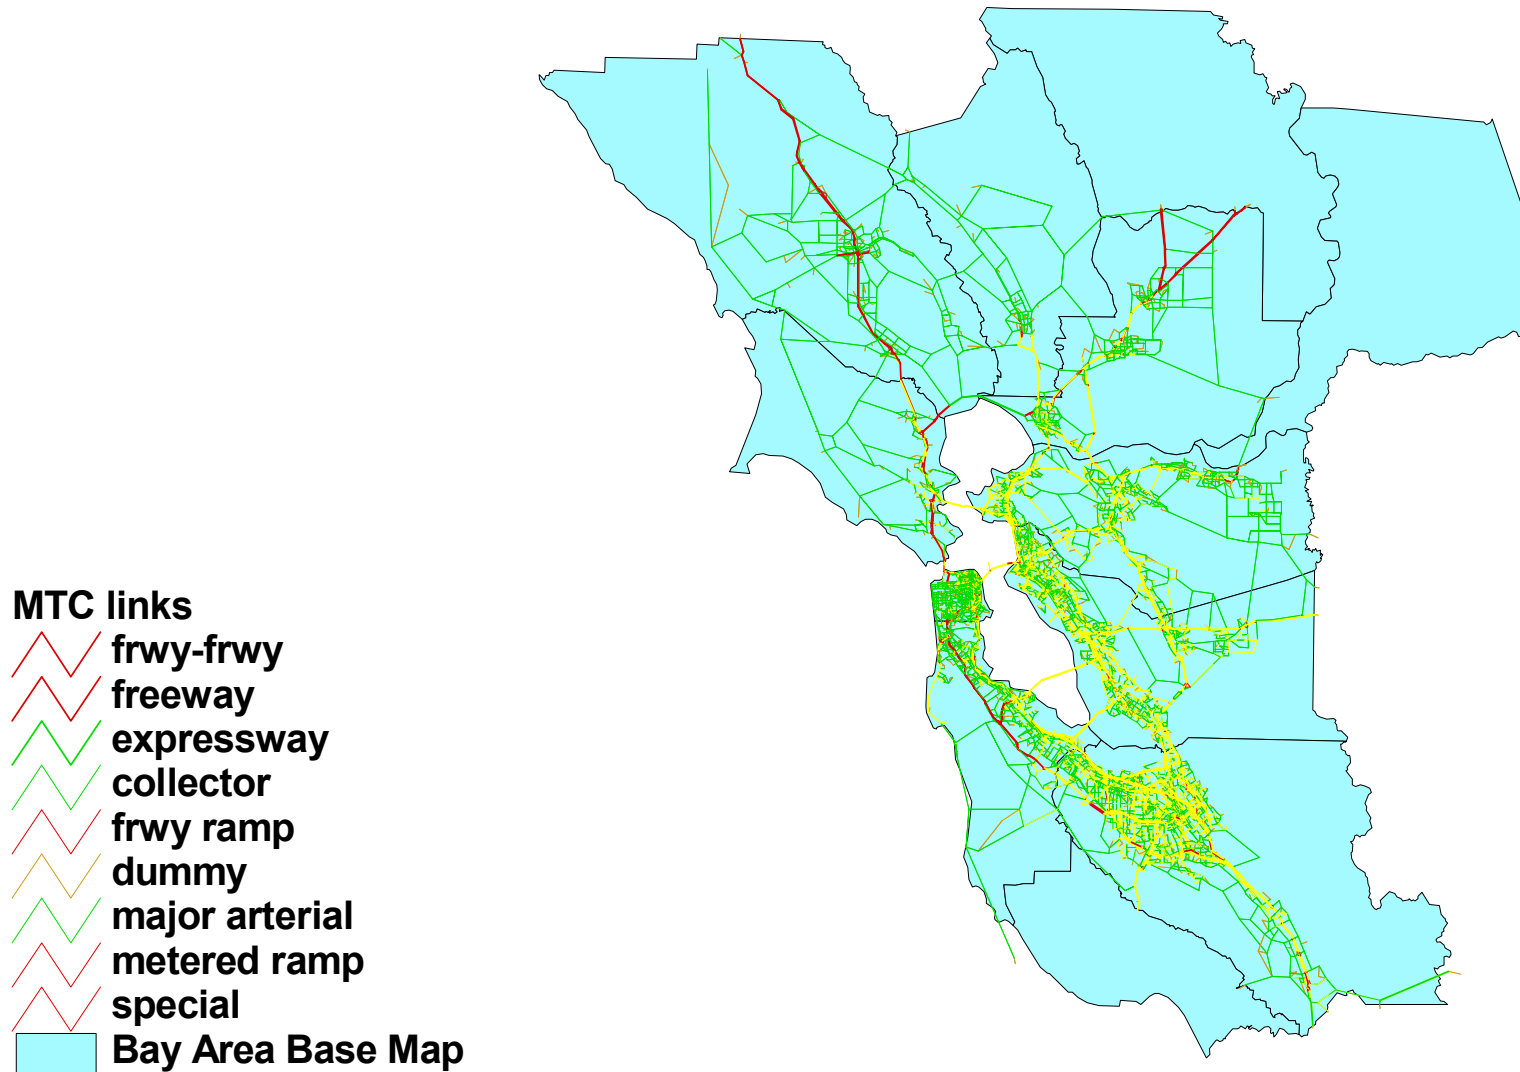 MTC links
frwy-frwy
freeway
expressway
collector
frwy ramp
dummy
major arterial
metered ramp
special
Bay Area Base Map